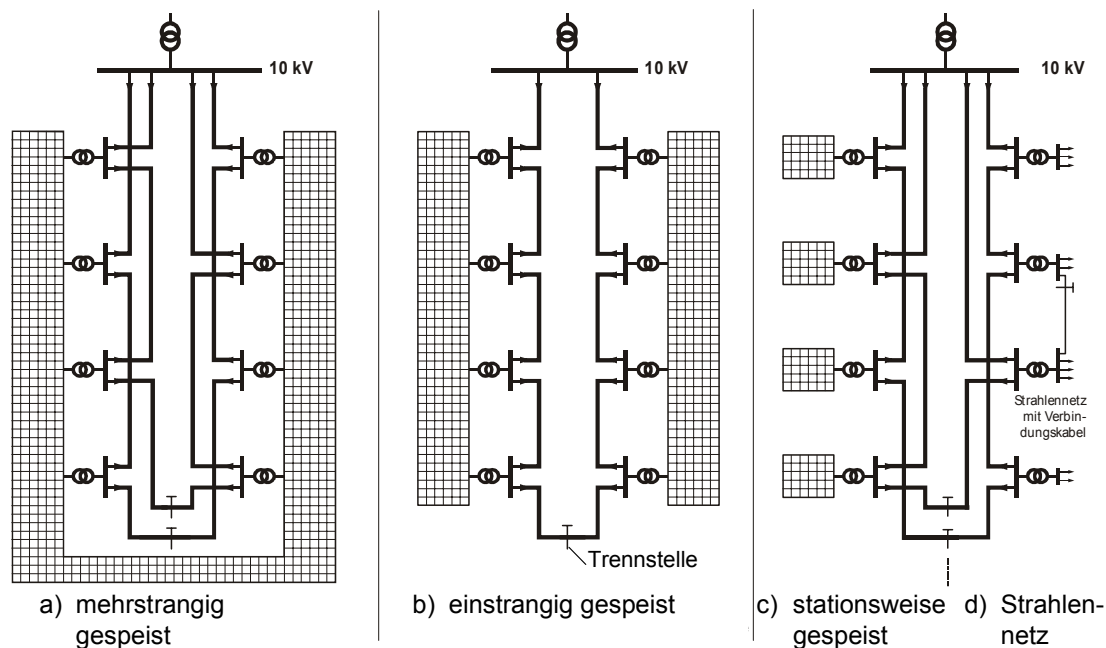 10 kV
10 kV
10 kV
Strahlennetz
mit Verbin-
dungskabel
Trennstelle
a) mehrstrangig
gespeist
b) einstrangig gespeist
c) stationsweise
gespeist
d) Strahlen-
netz